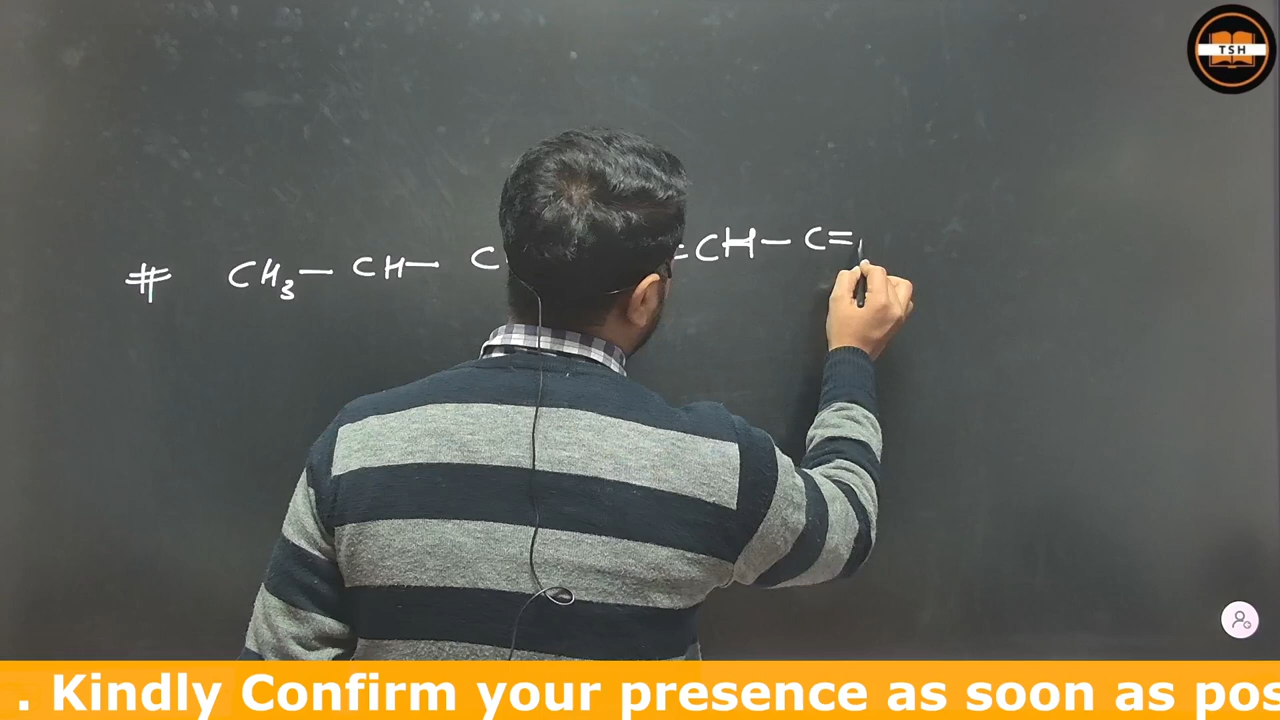 TSH
# CH₃ — CH — C =CH — C=
. Kindly Confirm your presence as soon as pos